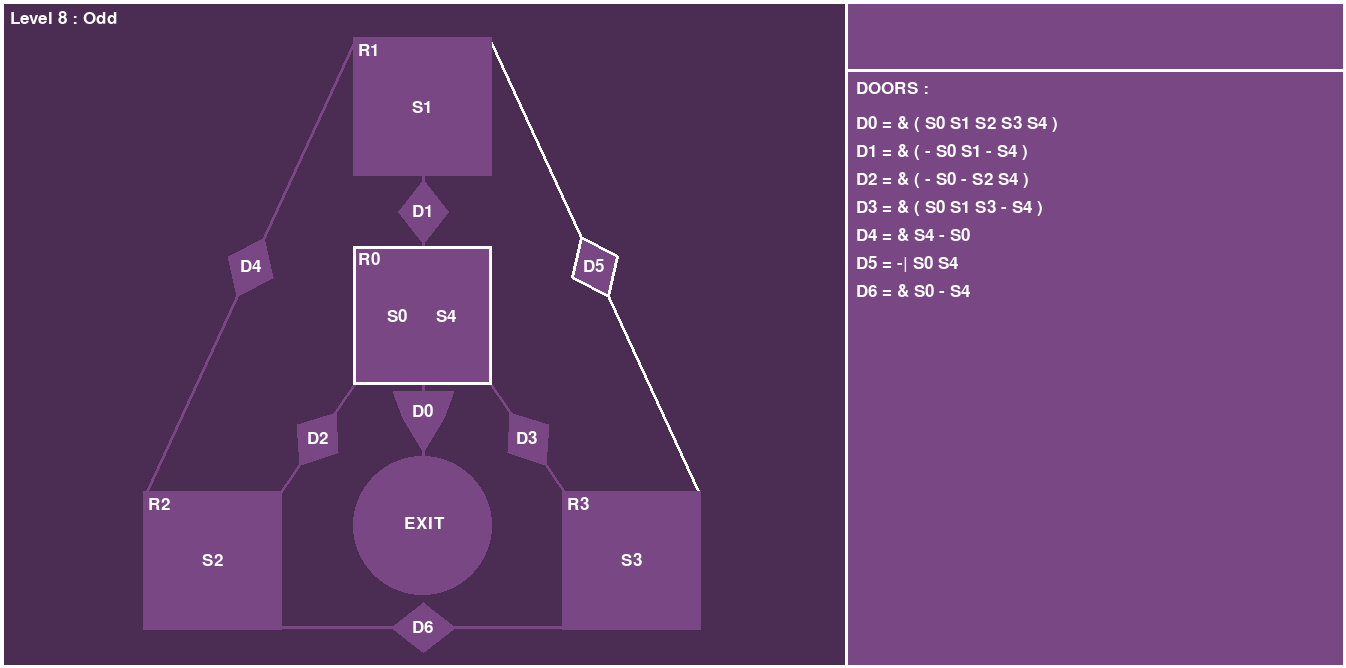 Level 8 : Odd
R1
S1
D1
D4
D5
R0
S0 S4
D0
D2
D3
R2
S2
EXIT
R3
S3
D6
DOORS :
D0 = & ( S0 S1 S2 S3 S4 )
D1 = & ( - S0 S1 - S4 )
D2 = & ( - S0 - S2 S4 )
D3 = & ( S0 S1 S3 - S4 )
D4 = & S4 - S0
D5 = -| S0 S4
D6 = & S0 - S4